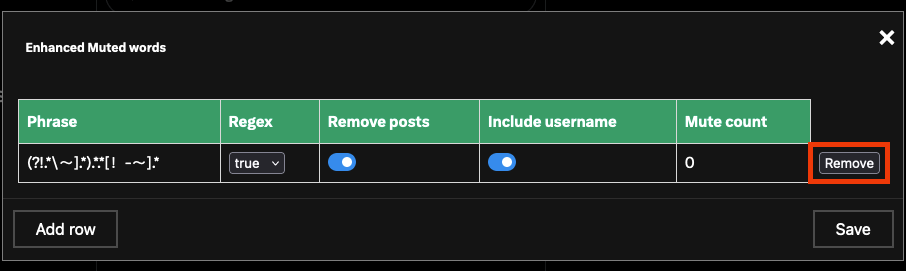 Enhanced Muted words
Phrase Regex Remove posts Include username Mute count
(?!.*\～].*).*.*[！ -～].* true 0 Remove
Add row Save